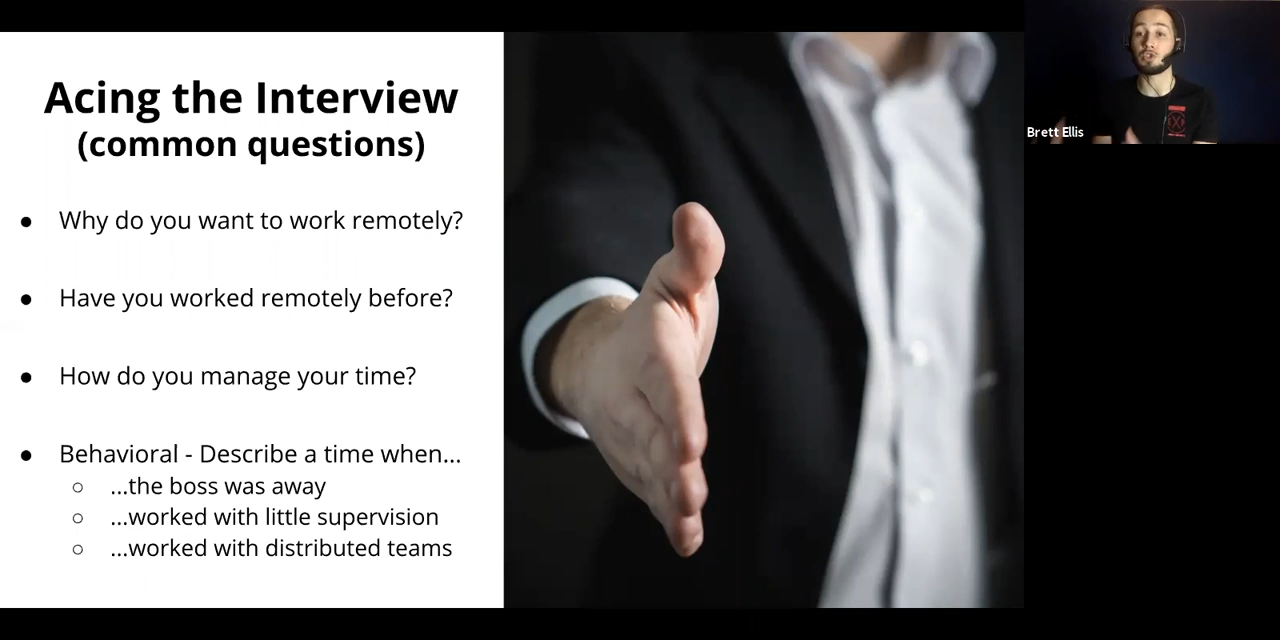 Acing the Interview
(common questions)
● Why do you want to work remotely?
● Have you worked remotely before?
● How do you manage your time?
● Behavioral - Describe a time when...
○ ...the boss was away
○ ...worked with little supervision
○ ...worked with distributed teams
Brett Ellis